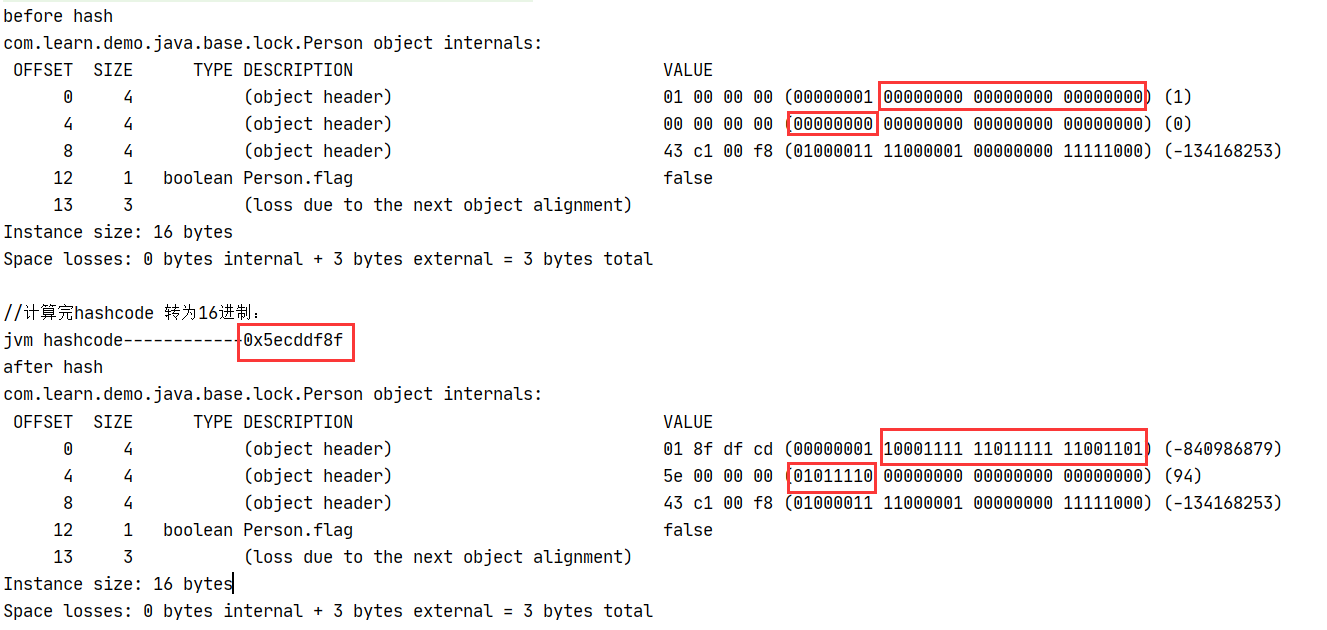 before hash
com.learn.demo.java.base.lock.Person object internals:
 OFFSET  SIZE      TYPE DESCRIPTION                               VALUE
      0     4           (object header)                           01 00 00 00 (00000001 00000000 00000000 00000000) (1)
      4     4           (object header)                           00 00 00 00 (00000000 00000000 00000000 00000000) (0)
      8     4           (object header)                           43 c1 00 f8 (01000011 11000001 00000000 11111000) (-134168253)
     12     1   boolean Person.flag                               false
     13     3           (loss due to the next object alignment)
Instance size: 16 bytes
Space losses: 0 bytes internal + 3 bytes external = 3 bytes total
//计算完hashcode 转为16进制:
jvm hashcode------------0x5ecddf8f
after hash
com.learn.demo.java.base.lock.Person object internals:
 OFFSET  SIZE      TYPE DESCRIPTION                               VALUE
      0     4           (object header)                           01 8f df cd (00000001 10001111 11011111 11001101) (-840986879)
      4     4           (object header)                           5e 00 00 00 (01011110 00000000 00000000 00000000) (94)
      8     4           (object header)                           43 c1 00 f8 (01000011 11000001 00000000 11111000) (-134168253)
     12     1   boolean Person.flag                               false
     13     3           (loss due to the next object alignment)
Instance size: 16 bytes
Space losses: 0 bytes internal + 3 bytes external = 3 bytes total